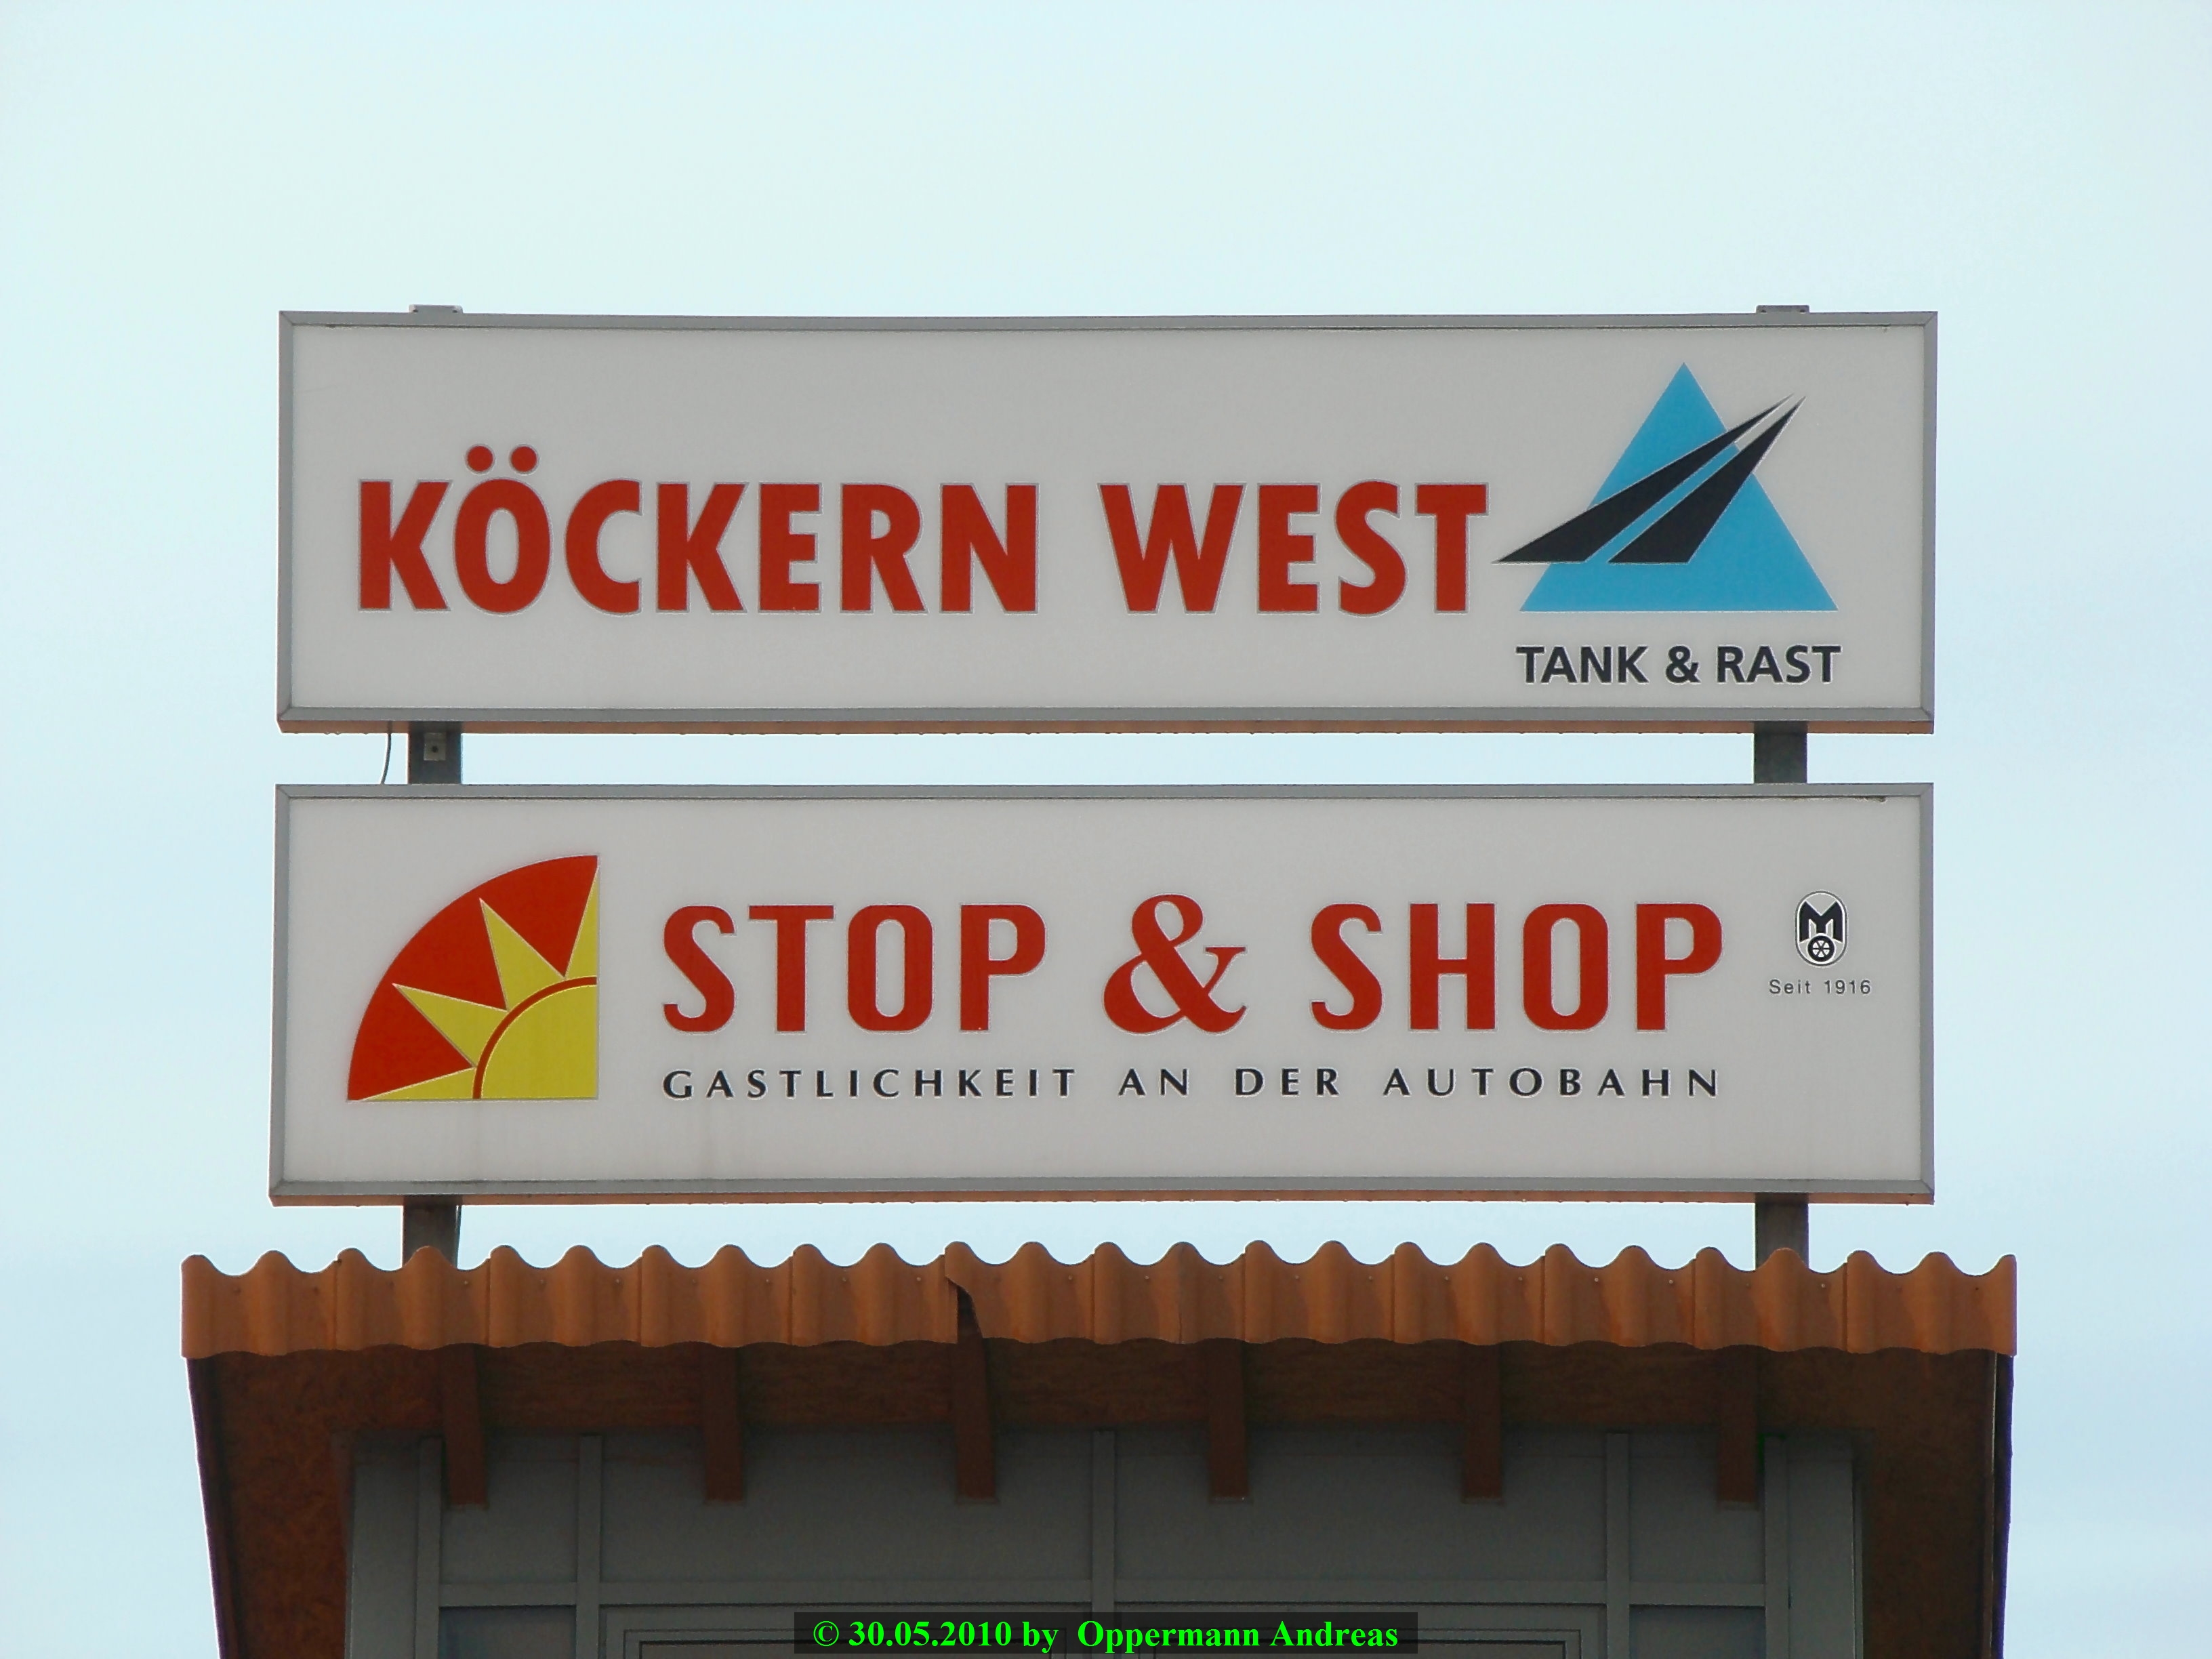 KÖCKERN WEST
TANK & RAST
STOP & SHOP
M
Seit 1916
GASTLICHKEIT AN DER AUTOBAHN
© 30.05.2010 by Oppermann Andreas